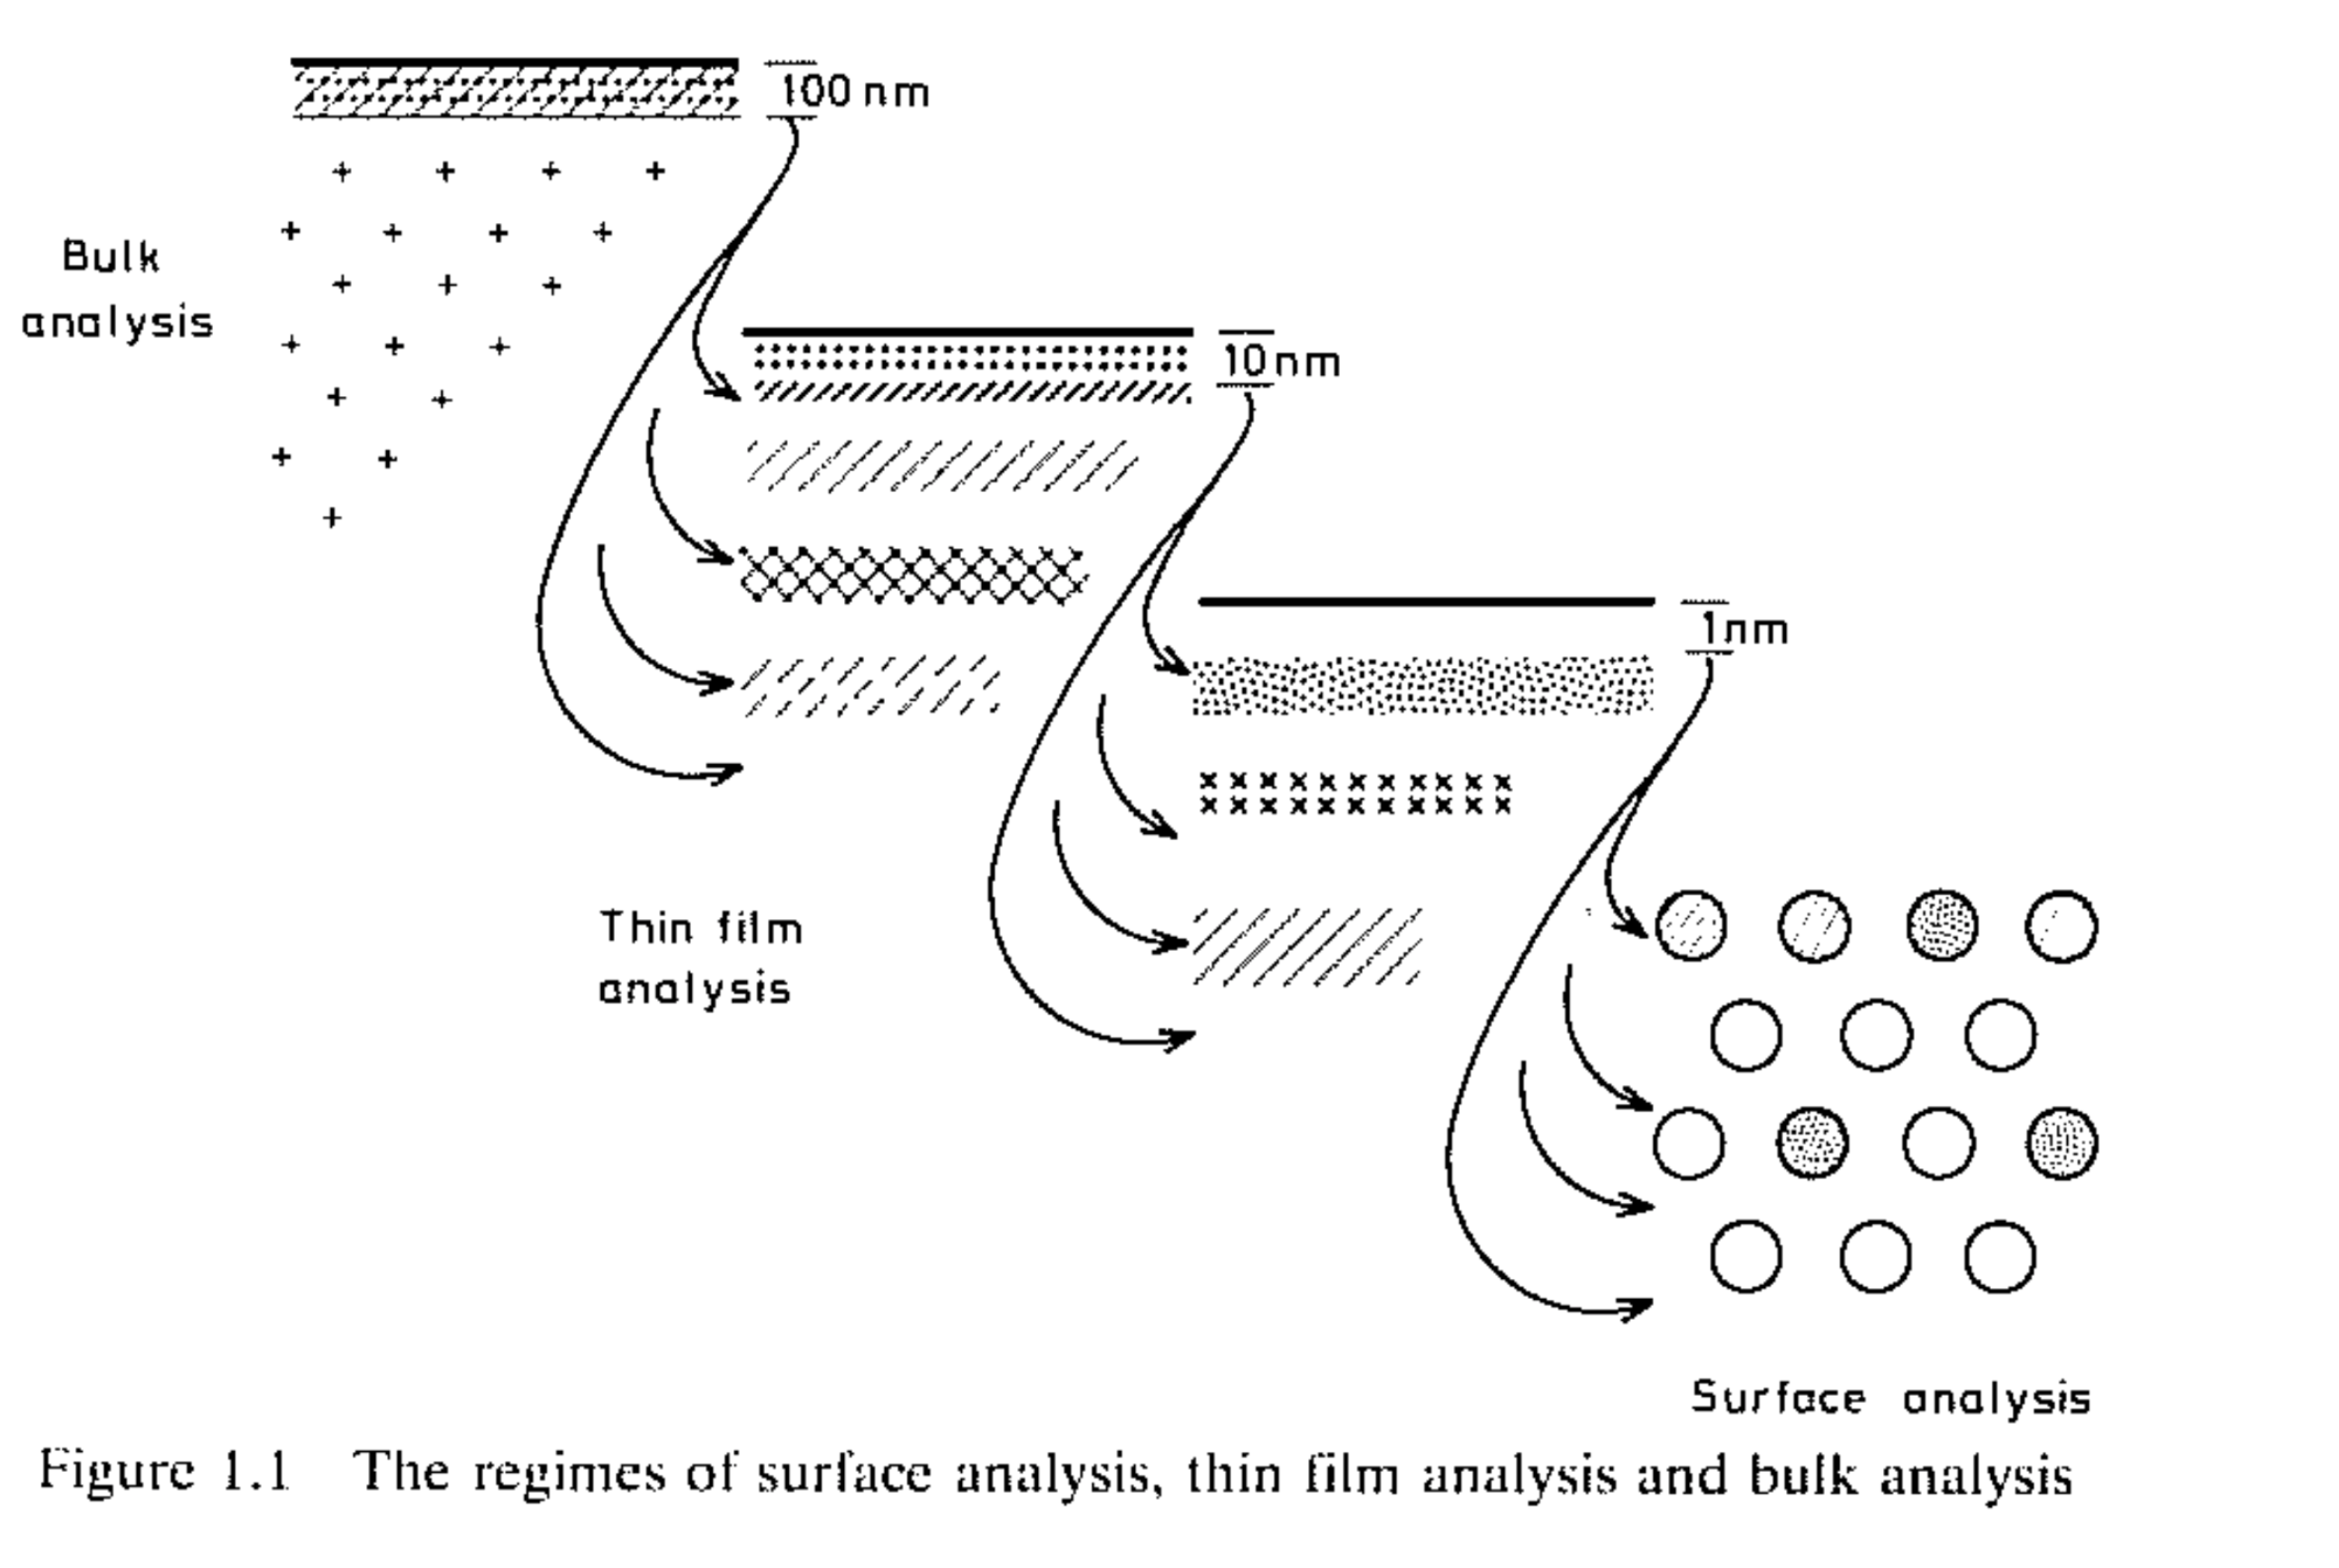 100 nm
Bulk
analysis
10 nm
1 nm
Thin film
analysis
Surface analysis
Figure 1.1 The regimes of surface analysis, thin film analysis and bulk analysis